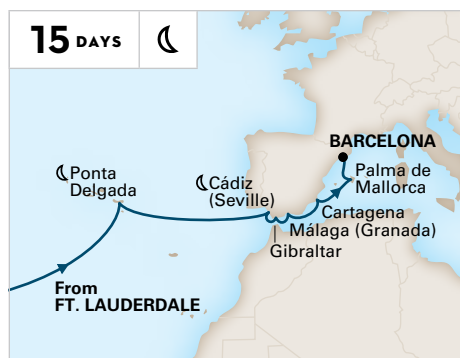 15 DAYS
Ponta
Delgada
Cádiz
(Seville)
BARCELONA
Palma de
Mallorca
Cartagena
Málaga (Granada)
Gibraltar
From
FT. LAUDERDALE